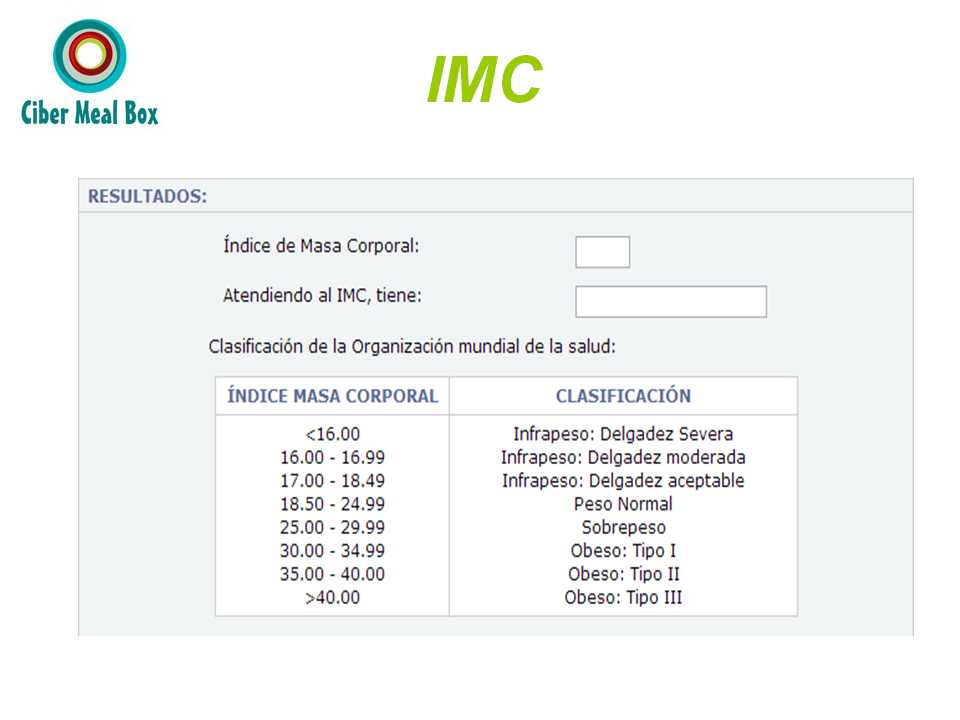 Ciber Meal Box
IMC
RESULTADOS:
Índice de Masa Corporal:
Atendiendo al IMC, tiene:
Clasificación de la Organización mundial de la salud:
ÍNDICE MASA CORPORAL CLASIFICACIÓN
<16.00 Infrapeso: Delgadez Severa
16.00 - 16.99 Infrapeso: Delgadez moderada
17.00 - 18.49 Infrapeso: Delgadez aceptable
18.50 - 24.99 Peso Normal
25.00 - 29.99 Sobrepeso
30.00 - 34.99 Obeso: Tipo I
35.00 - 40.00 Obeso: Tipo II
>40.00 Obeso: Tipo III